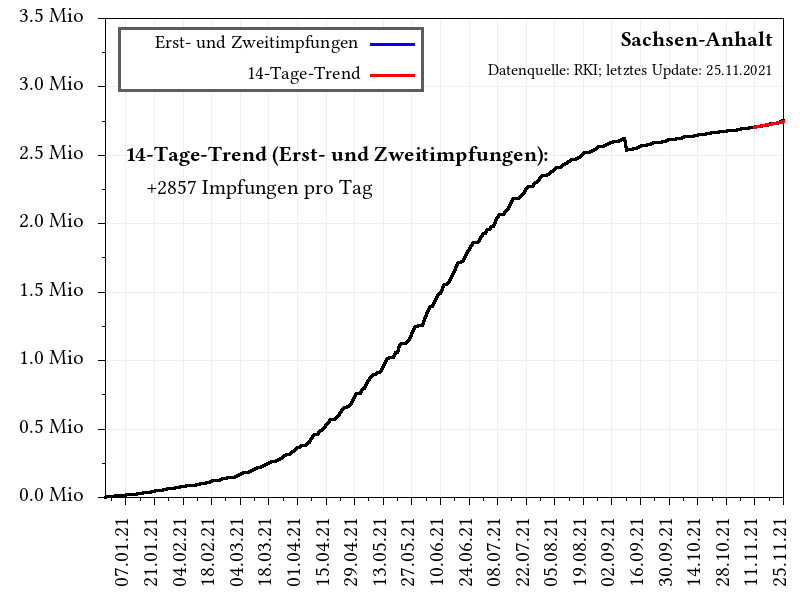 3.5 Mio
3.0 Mio
2.5 Mio
2.0 Mio
1.5 Mio
1.0 Mio
0.5 Mio
0.0 Mio
Erst- und Zweitimpfungen
14-Tage-Trend
Sachsen-Anhalt
Datenquelle: RKI; letztes Update: 25.11.2021
14-Tage-Trend (Erst- und Zweitimpfungen):
+2857 Impfungen pro Tag
07.01.21
21.01.21
04.02.21
18.02.21
04.03.21
18.03.21
01.04.21
15.04.21
29.04.21
13.05.21
27.05.21
10.06.21
24.06.21
08.07.21
22.07.21
05.08.21
19.08.21
02.09.21
16.09.21
30.09.21
14.10.21
28.10.21
11.11.21
25.11.21